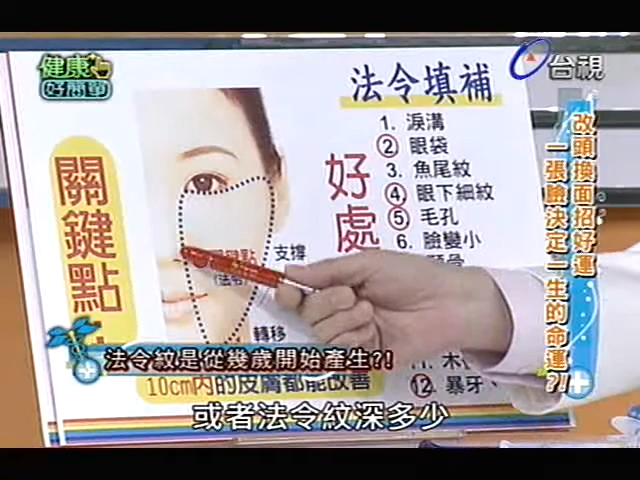 健康
好簡單
台視
法令填補
關鍵點
好處
1. 淚溝
② 眼袋
3. 魚尾紋
④ 眼下細紋
⑤ 毛孔
6. 臉變小
支撐
轉移
11. 木
⑫ 暴牙
10cm內的皮膚都能改善
改頭換面招好運
一張臉決定一生的命運?!
法令紋是從幾歲開始產生?!
或者法令紋深多少